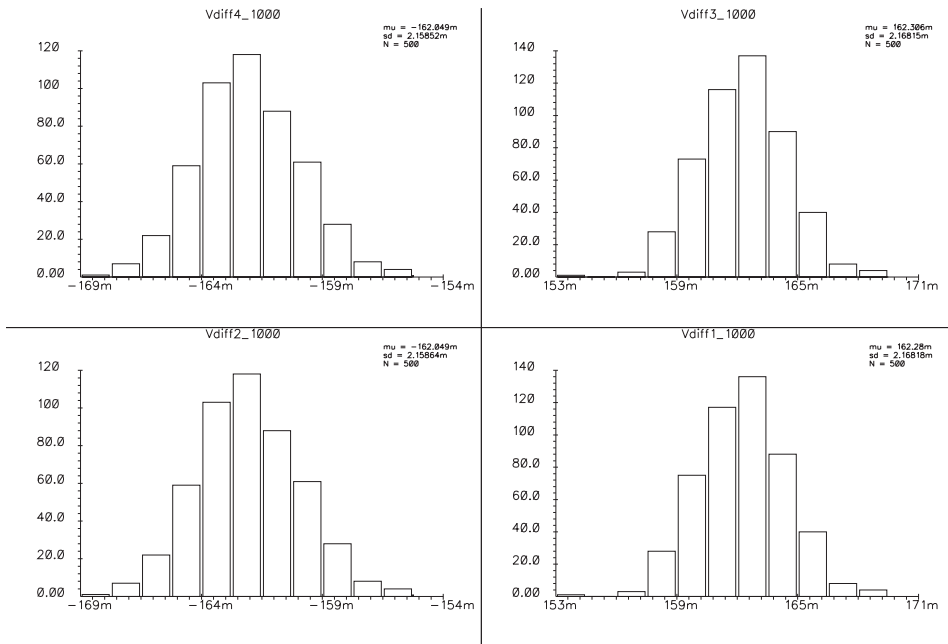 Vdiff4_1000
mu = -162.049m
sd = 2.15852m
N = 500
120
100
80.0
60.0
40.0
20.0
0.00
-169m -164m -159m -154m
Vdiff3_1000
mu = 162.306m
sd = 2.16815m
N = 500
140
120
100
80.0
60.0
40.0
20.0
0.00
153m 159m 165m 171m
Vdiff2_1000
mu = -162.049m
sd = 2.15864m
N = 500
120
100
80.0
60.0
40.0
20.0
0.00
-169m -164m -159m -154m
Vdiff1_1000
mu = 162.28m
sd = 2.16818m
N = 500
140
120
100
80.0
60.0
40.0
20.0
0.00
153m 159m 165m 171m